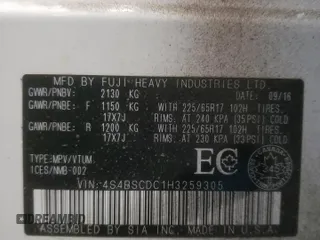 MFD. BY FUJI HEAVY INDUSTRIES LTD. 09/16
GVWR/PNBV: 2130 KG
GAWR/PNBE: F 1150 KG WITH 225/65R17 102H TIRES,
17X7J RIMS, AT 240 KPA (35PSI) COLD
GAWR/PNBE: R 1200 KG WITH 225/65R17 102H TIRES,
17X7J RIMS, AT 230 KPA (33PSI) COLD
TYPE:MPV/VTUM
ICES/NMB-002
EC
VIN: 4S4BSCDC1H3259305
ASSEMBLED BY SIA INC. MADE IN U.S.A.